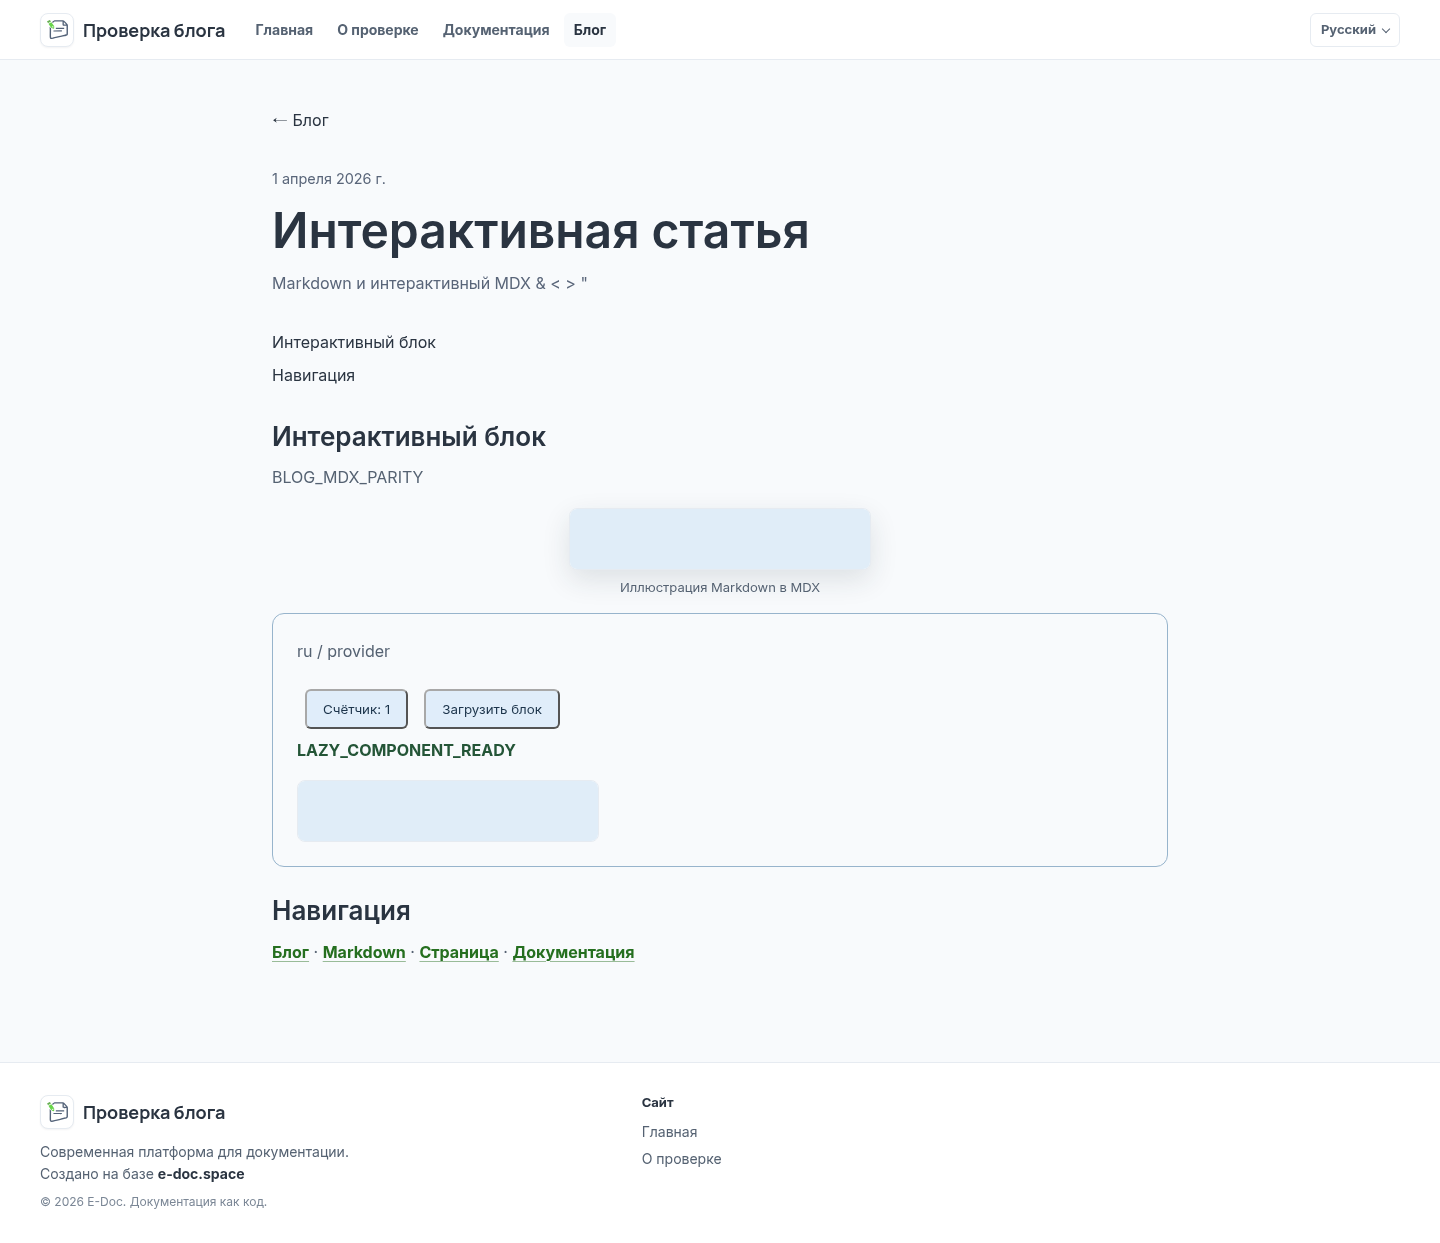 Проверка блога Главная О проверке Документация Блог Русский
← Блог
1 апреля 2026 г.
Интерактивная статья
Markdown и интерактивный MDX & < > "
Интерактивный блок
Навигация
Интерактивный блок
BLOG_MDX_PARITY
Иллюстрация Markdown в MDX
ru / provider
Счётчик: 1 Загрузить блок
LAZY_COMPONENT_READY
Навигация
Блог · Markdown · Страница · Документация
Проверка блога
Современная платформа для документации.
Создано на базе e-doc.space
© 2026 E-Doc. Документация как код.
Сайт
Главная
О проверке